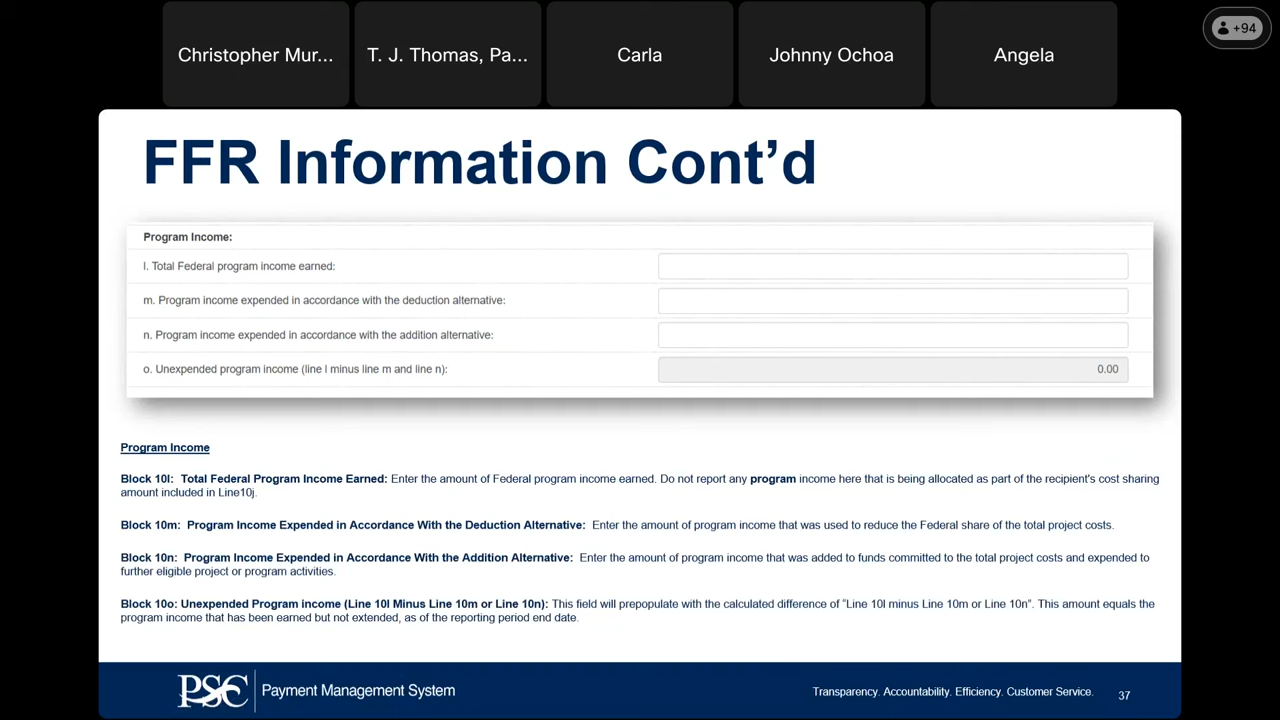 Christopher Mur...
T. J. Thomas, Pa...
Carla
Johnny Ochoa
Angela
+94
FFR Information Cont’d
Program Income:
l. Total Federal program income earned:
m. Program income expended in accordance with the deduction alternative:
n. Program income expended in accordance with the addition alternative:
o. Unexpended program income (line l minus line m and line n):
0.00
Program Income
Block 10l:  Total Federal Program Income Earned: Enter the amount of Federal program income earned. Do not report any program income here that is being allocated as part of the recipient's cost sharing
amount included in Line10j.
Block 10m:  Program Income Expended in Accordance With the Deduction Alternative:  Enter the amount of program income that was used to reduce the Federal share of the total project costs.
Block 10n:  Program Income Expended in Accordance With the Addition Alternative:  Enter the amount of program income that was added to funds committed to the total project costs and expended to
further eligible project or program activities.
Block 10o: Unexpended Program income (Line 10l Minus Line 10m or Line 10n): This field will prepopulate with the calculated difference of “Line 10l minus Line 10m or Line 10n”. This amount equals the
program income that has been earned but not extended, as of the reporting period end date.
PSC
Payment Management System
Transparency. Accountability. Efficiency. Customer Service.
37